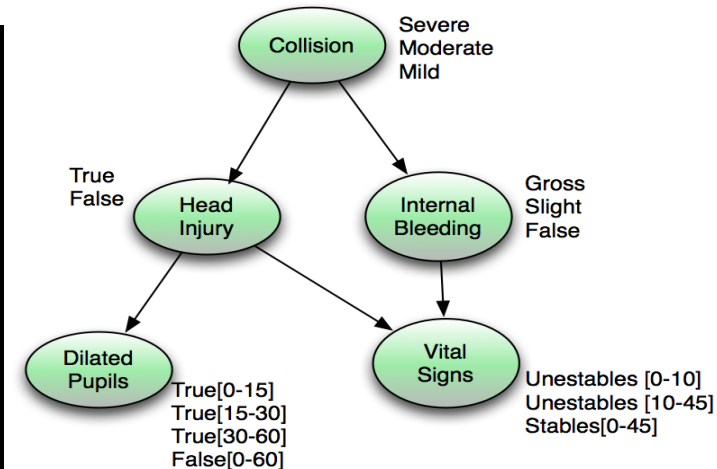 Collision
Severe
Moderate
Mild
True
False
Head
Injury
Internal
Bleeding
Gross
Slight
False
Dilated
Pupils
True[0-15]
True[15-30]
True[30-60]
False[0-60]
Vital
Signs
Unestables [0-10]
Unestables [10-45]
Stables[0-45]